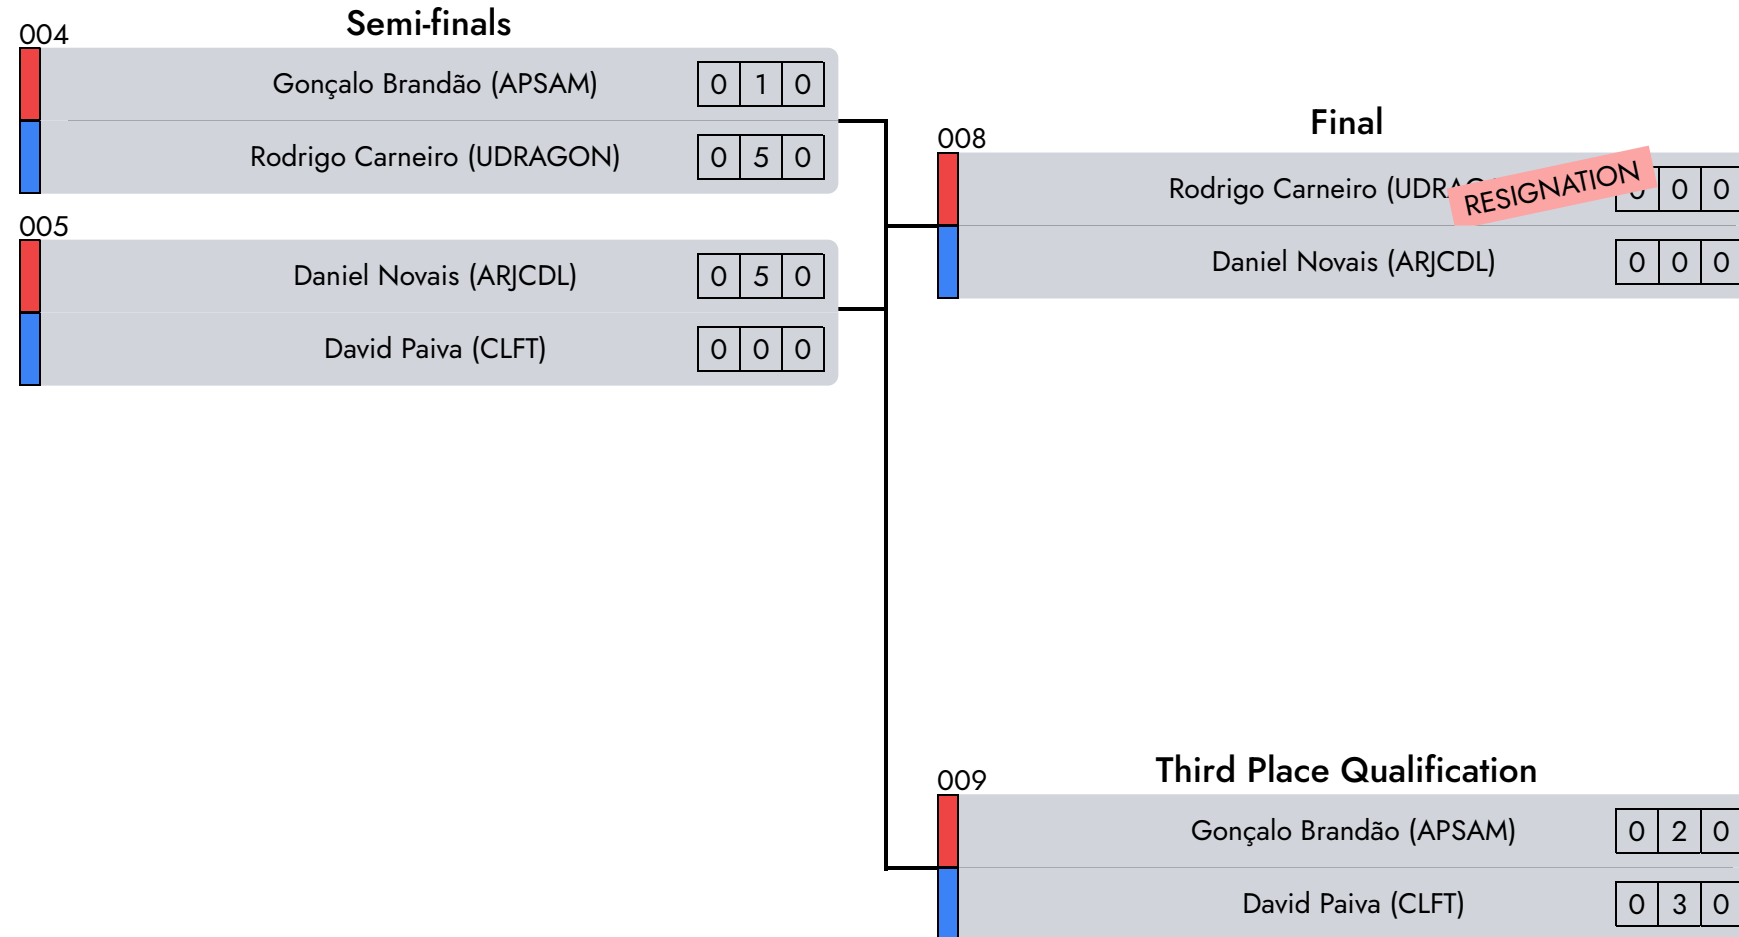 Semi-finals
004
Gonçalo Brandão (APSAM) 0 1 0
Rodrigo Carneiro (UDRAGON) 0 5 0
005
Daniel Novais (ARJCDL) 0 5 0
David Paiva (CLFT) 0 0 0
Final
008
Rodrigo Carneiro 0 0
RESIGNATION
Daniel Novais (ARJCDL) 0 0 0
Third Place Qualification
009
Gonçalo Brandão (APSAM) 0 2 0
David Paiva (CLFT) 0 3 0